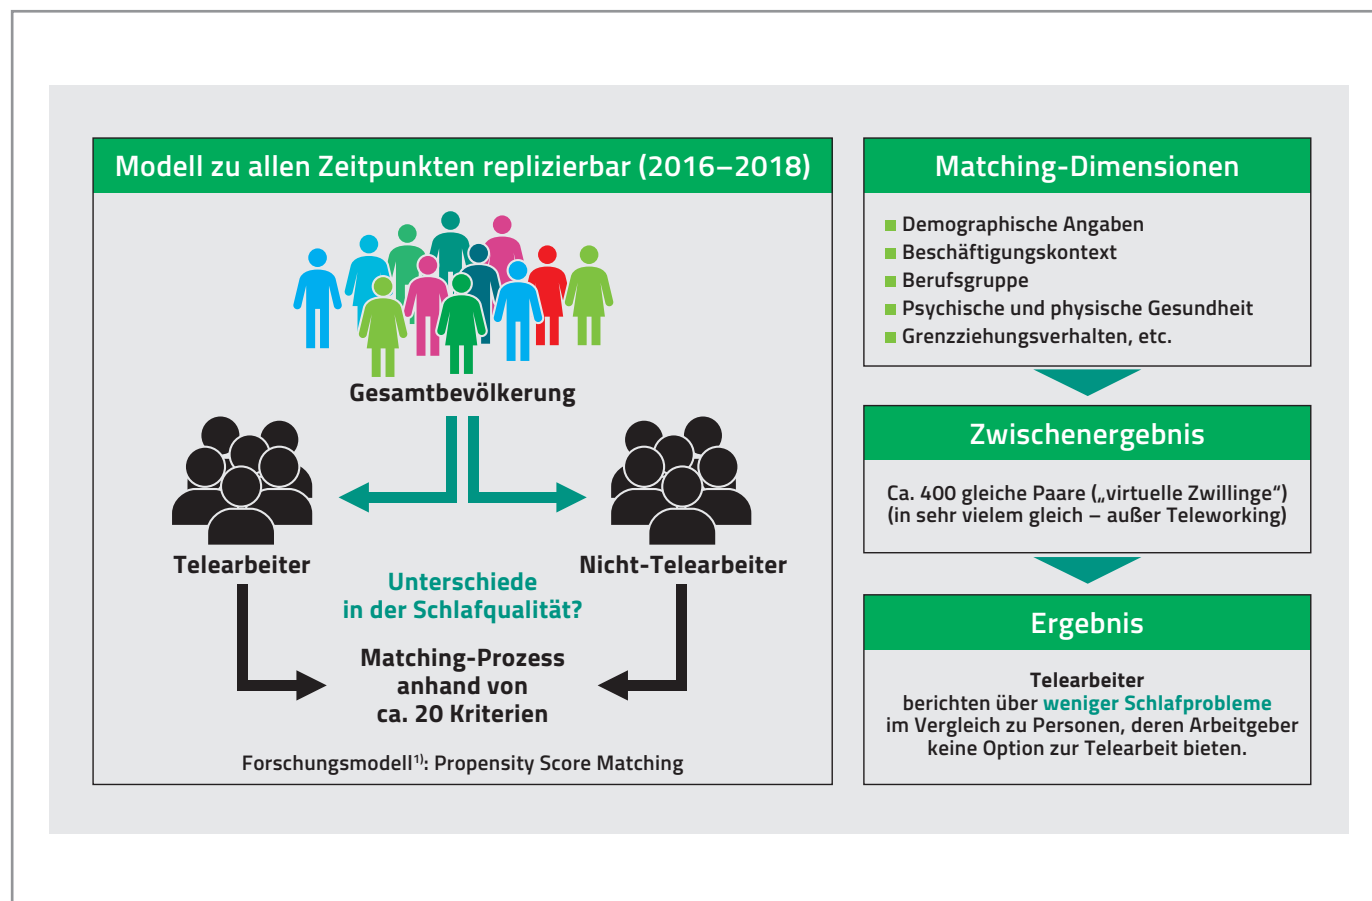 Modell zu allen Zeitpunkten replizierbar (2016–2018)
Gesamtbevölkerung
Telearbeiter
Nicht-Telearbeiter
Unterschiede
in der Schlafqualität?
Matching-Prozess
anhand von
ca. 20 Kriterien
Forschungsmodell¹⁾: Propensity Score Matching
Matching-Dimensionen
Demographische Angaben
Beschäftigungskontext
Berufsgruppe
Psychische und physische Gesundheit
Grenzziehungsverhalten, etc.
Zwischenergebnis
Ca. 400 gleiche Paare („virtuelle Zwillinge“)
(in sehr vielem gleich – außer Teleworking)
Ergebnis
Telearbeiter
berichten über weniger Schlafprobleme
im Vergleich zu Personen, deren Arbeitgeber
keine Option zur Telearbeit bieten.